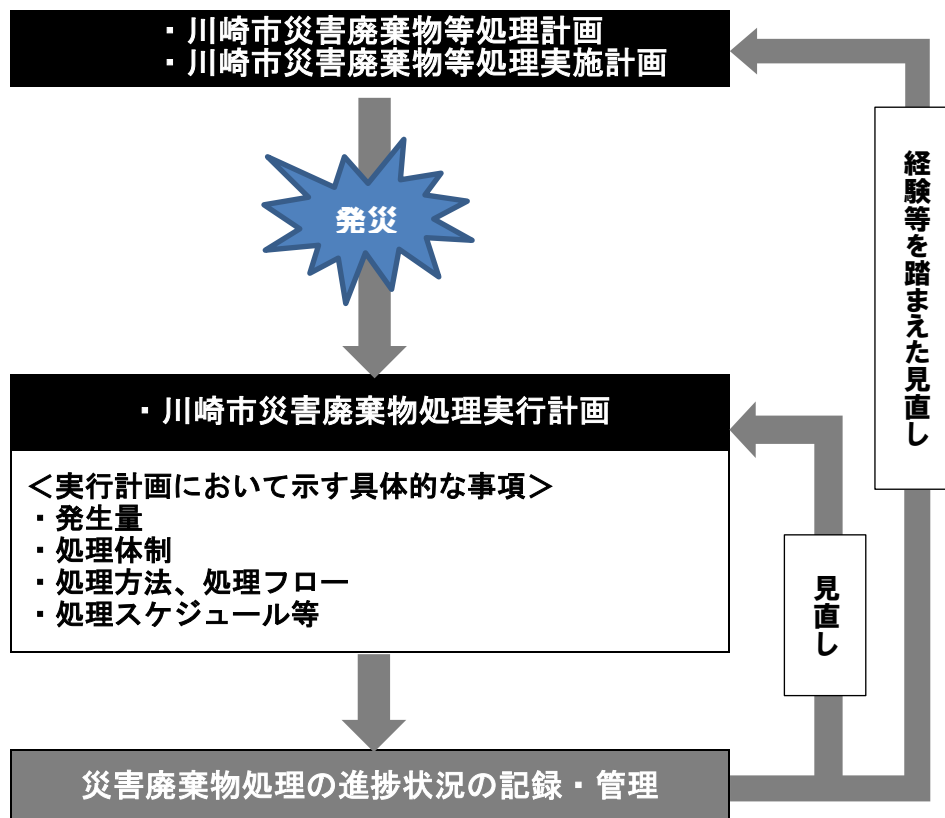 ・川崎市災害廃棄物等処理計画
・川崎市災害廃棄物等処理実施計画
発災
・川崎市災害廃棄物処理実行計画
＜実行計画において示す具体的な事項＞
・発生量
・処理体制
・処理方法、処理フロー
・処理スケジュール等
災害廃棄物処理の進捗状況の記録・管理
見直し
経験等を踏まえた見直し